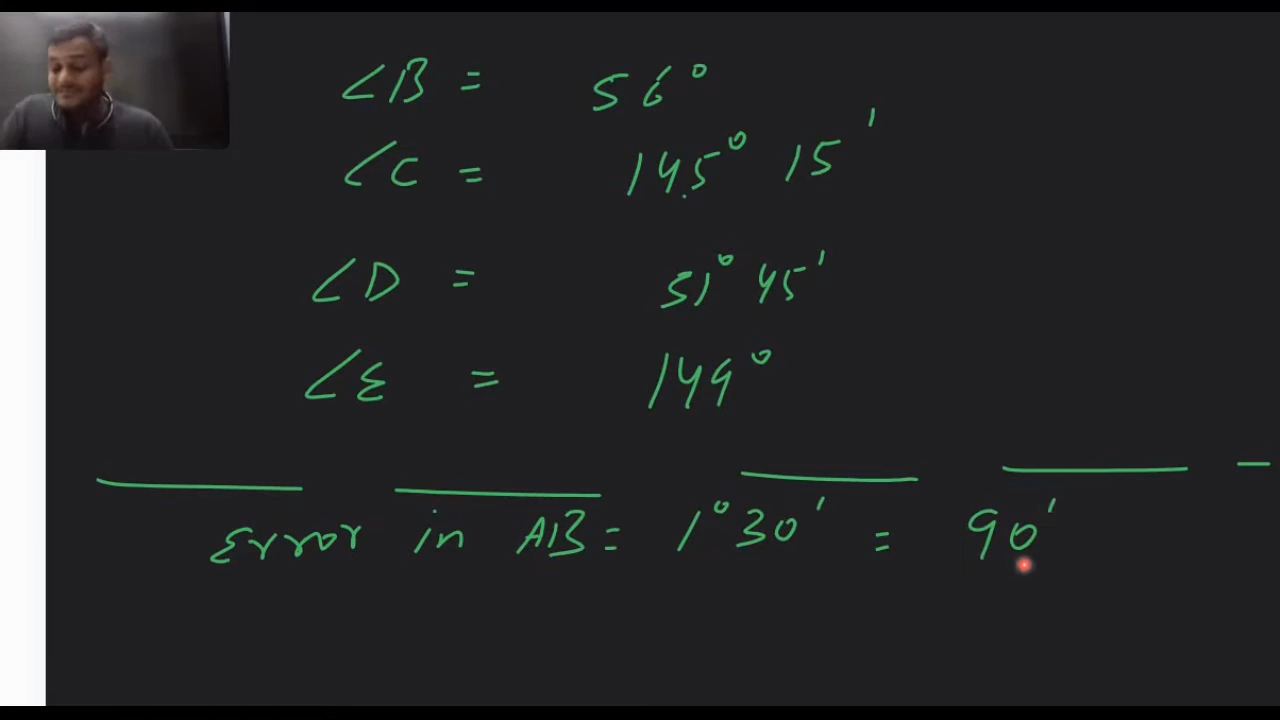 ∠B = 56°
∠C = 145° 15'
∠D = 51° 45'
∠E = 149°
Error in AB = 1° 30' = 90'